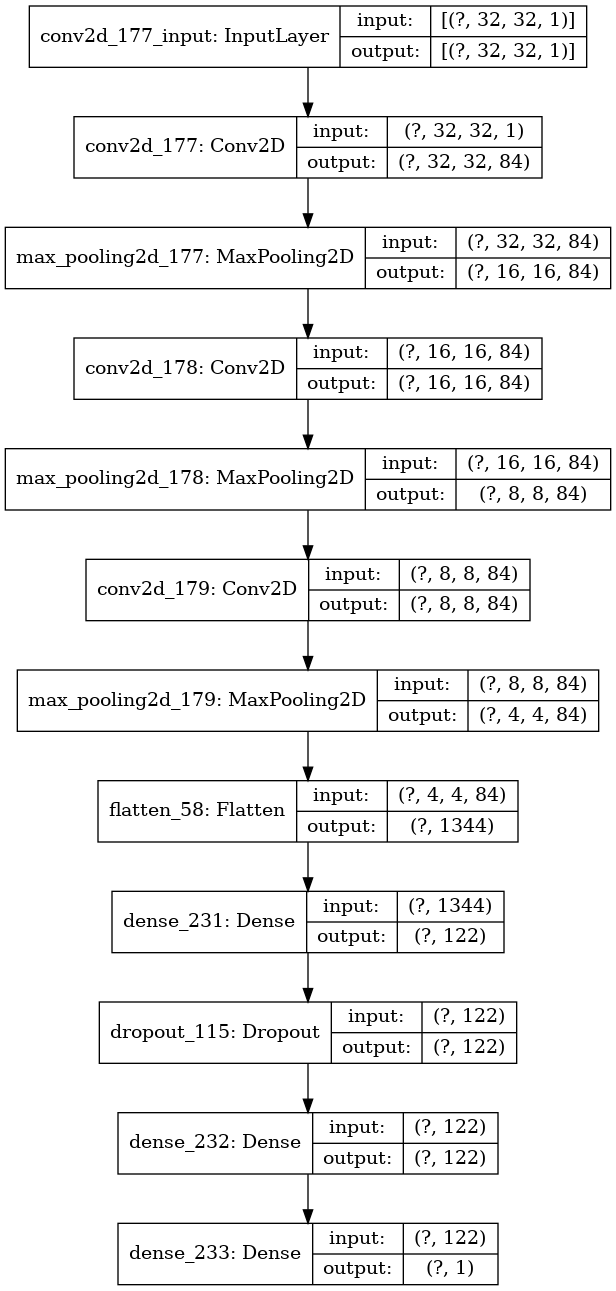 conv2d_177_input: InputLayer
input: [(?, 32, 32, 1)]
output: [(?, 32, 32, 1)]
conv2d_177: Conv2D
input: (?, 32, 32, 1)
output: (?, 32, 32, 84)
max_pooling2d_177: MaxPooling2D
input: (?, 32, 32, 84)
output: (?, 16, 16, 84)
conv2d_178: Conv2D
input: (?, 16, 16, 84)
output: (?, 16, 16, 84)
max_pooling2d_178: MaxPooling2D
input: (?, 16, 16, 84)
output: (?, 8, 8, 84)
conv2d_179: Conv2D
input: (?, 8, 8, 84)
output: (?, 8, 8, 84)
max_pooling2d_179: MaxPooling2D
input: (?, 8, 8, 84)
output: (?, 4, 4, 84)
flatten_58: Flatten
input: (?, 4, 4, 84)
output: (?, 1344)
dense_231: Dense
input: (?, 1344)
output: (?, 122)
dropout_115: Dropout
input: (?, 122)
output: (?, 122)
dense_232: Dense
input: (?, 122)
output: (?, 122)
dense_233: Dense
input: (?, 122)
output: (?, 1)